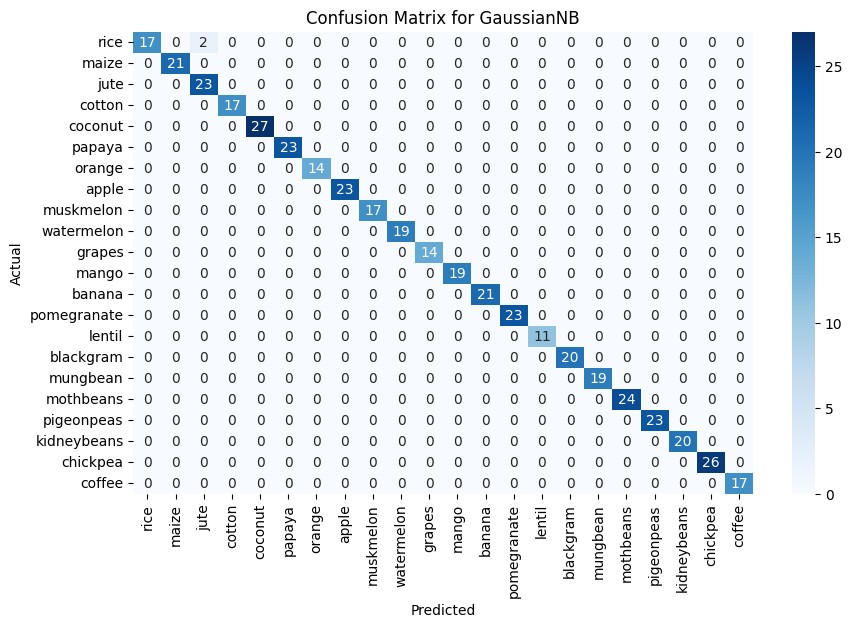 Confusion Matrix for GaussianNB
rice 17 0 2 0 0 0 0 0 0 0 0 0 0 0 0 0 0 0 0 0 0 0
maize 0 21 0 0 0 0 0 0 0 0 0 0 0 0 0 0 0 0 0 0 0 0
jute 0 0 23 0 0 0 0 0 0 0 0 0 0 0 0 0 0 0 0 0 0 0
cotton 0 0 0 17 0 0 0 0 0 0 0 0 0 0 0 0 0 0 0 0 0 0
coconut 0 0 0 0 27 0 0 0 0 0 0 0 0 0 0 0 0 0 0 0 0 0
papaya 0 0 0 0 0 23 0 0 0 0 0 0 0 0 0 0 0 0 0 0 0 0
orange 0 0 0 0 0 0 14 0 0 0 0 0 0 0 0 0 0 0 0 0 0 0
apple 0 0 0 0 0 0 0 23 0 0 0 0 0 0 0 0 0 0 0 0 0 0
muskmelon 0 0 0 0 0 0 0 0 17 0 0 0 0 0 0 0 0 0 0 0 0 0
watermelon 0 0 0 0 0 0 0 0 0 19 0 0 0 0 0 0 0 0 0 0 0 0
grapes 0 0 0 0 0 0 0 0 0 0 14 0 0 0 0 0 0 0 0 0 0 0
mango 0 0 0 0 0 0 0 0 0 0 0 19 0 0 0 0 0 0 0 0 0 0
banana 0 0 0 0 0 0 0 0 0 0 0 0 21 0 0 0 0 0 0 0 0 0
pomegranate 0 0 0 0 0 0 0 0 0 0 0 0 0 23 0 0 0 0 0 0 0 0
lentil 0 0 0 0 0 0 0 0 0 0 0 0 0 0 11 0 0 0 0 0 0 0
blackgram 0 0 0 0 0 0 0 0 0 0 0 0 0 0 0 20 0 0 0 0 0 0
mungbean 0 0 0 0 0 0 0 0 0 0 0 0 0 0 0 0 19 0 0 0 0 0
mothbeans 0 0 0 0 0 0 0 0 0 0 0 0 0 0 0 0 0 24 0 0 0 0
pigeonpeas 0 0 0 0 0 0 0 0 0 0 0 0 0 0 0 0 0 0 23 0 0 0
kidneybeans 0 0 0 0 0 0 0 0 0 0 0 0 0 0 0 0 0 0 0 20 0 0
chickpea 0 0 0 0 0 0 0 0 0 0 0 0 0 0 0 0 0 0 0 0 26 0
coffee 0 0 0 0 0 0 0 0 0 0 0 0 0 0 0 0 0 0 0 0 0 17
Actual
rice
maize
jute
cotton
coconut
papaya
orange
apple
muskmelon
watermelon
grapes
mango
banana
pomegranate
lentil
blackgram
mungbean
mothbeans
pigeonpeas
kidneybeans
chickpea
coffee
Predicted
25
20
15
10
5
0